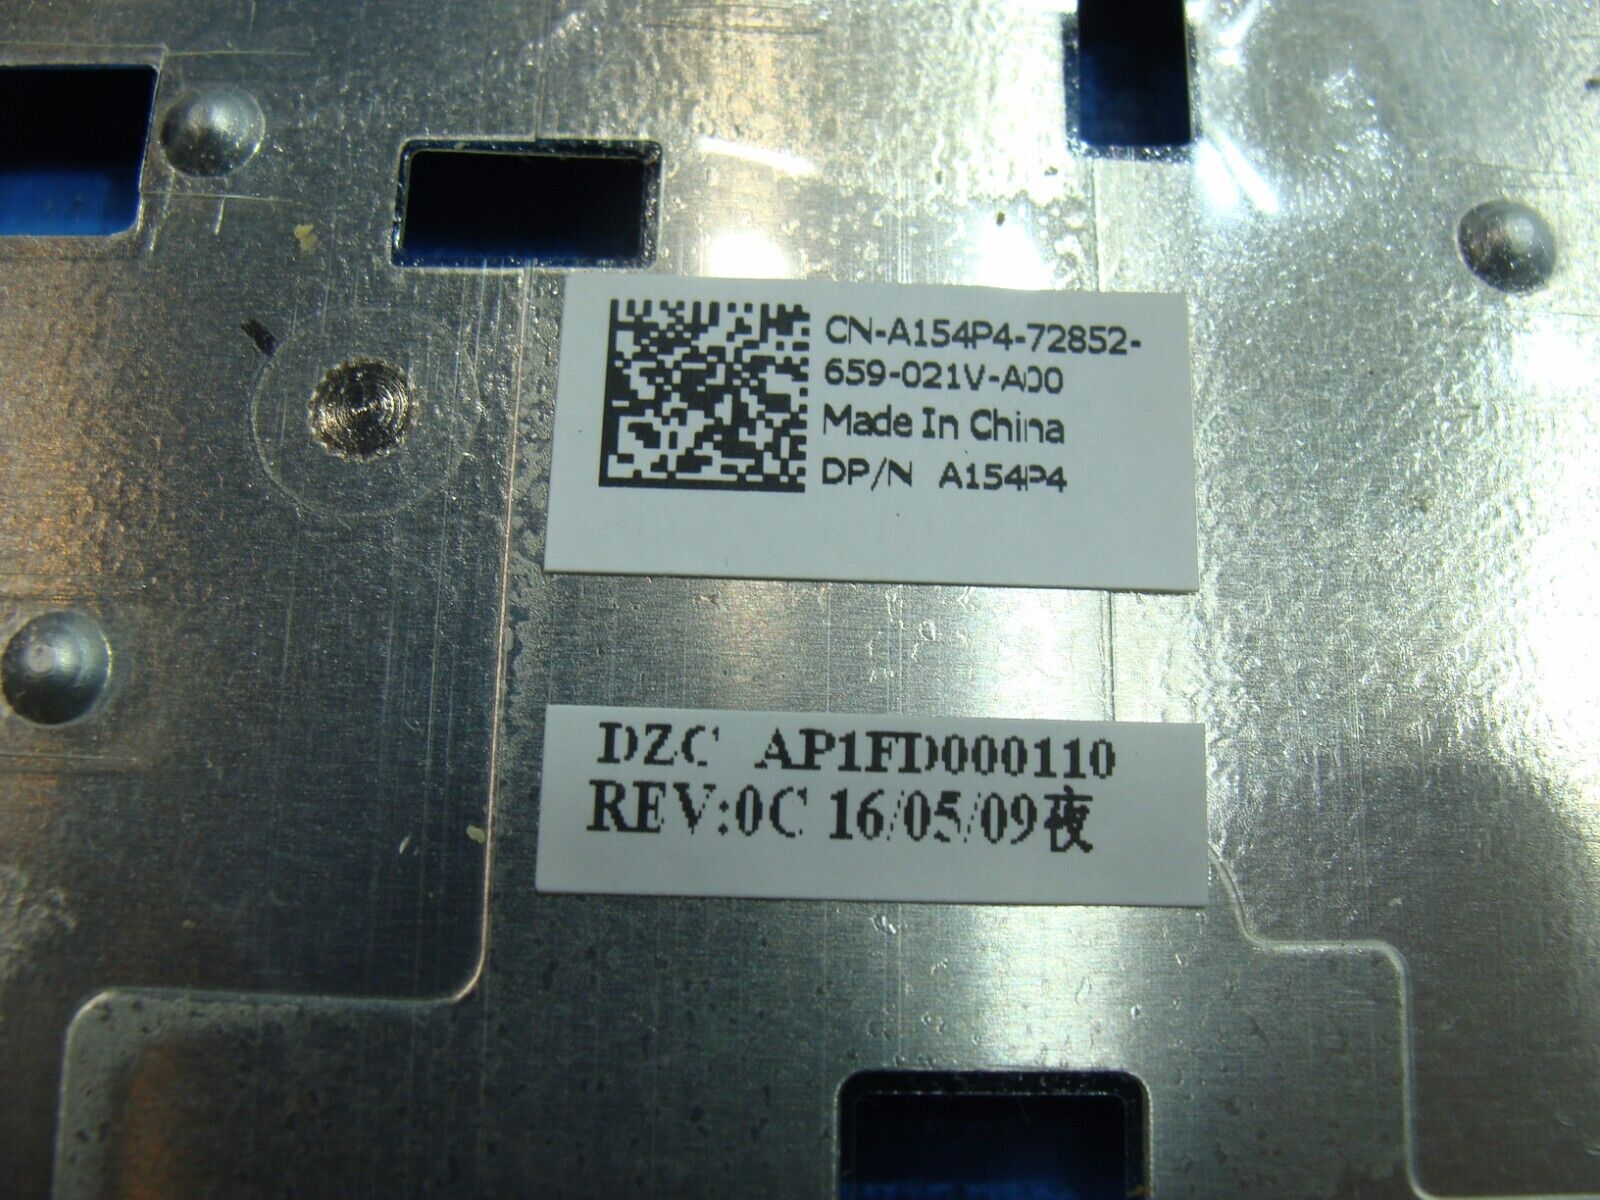 CN-A154P4-72852-
659-021V-A00
Made In China
DP/N A154P4
DZC AP1FD000110
REV:0C 16/05/09夜